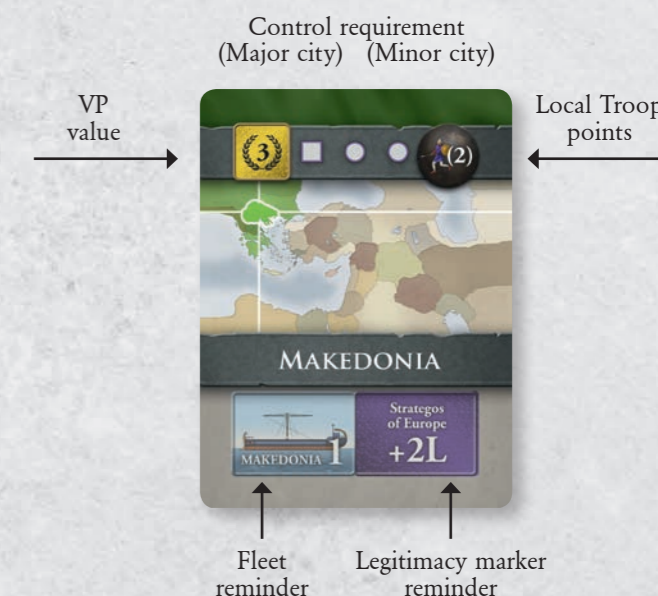 Control requirement
(Major city) (Minor city)
VP
value
Local Troop
points
3
(2)
MAKEDONIA
MAKEDONIA 1
Strategos
of Europe
+2L
Fleet
reminder
Legitimacy marker
reminder